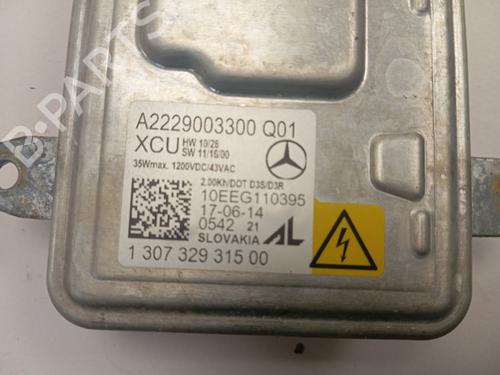 A2229003300 Q01
XCU HW 10/28
SW 11/16/00
35Wmax. 1200VDC/43VAC
2.00Kh/DOT D3S/D3R
10EEG110395
17-06-14
0542 21
SLOVAKIA AL
1 307 329 315 00
B-PARTS